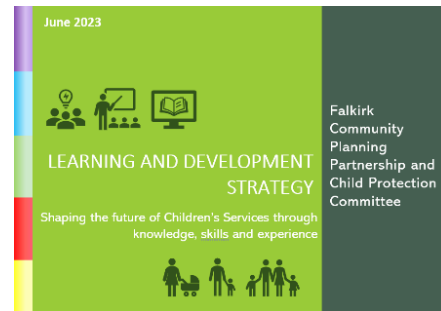 June 2023
LEARNING AND DEVELOPMENT
STRATEGY
Shaping the future of Children's Services through
knowledge, skills and experience
Falkirk
Community
Planning
Partnership and
Child Protection
Committee